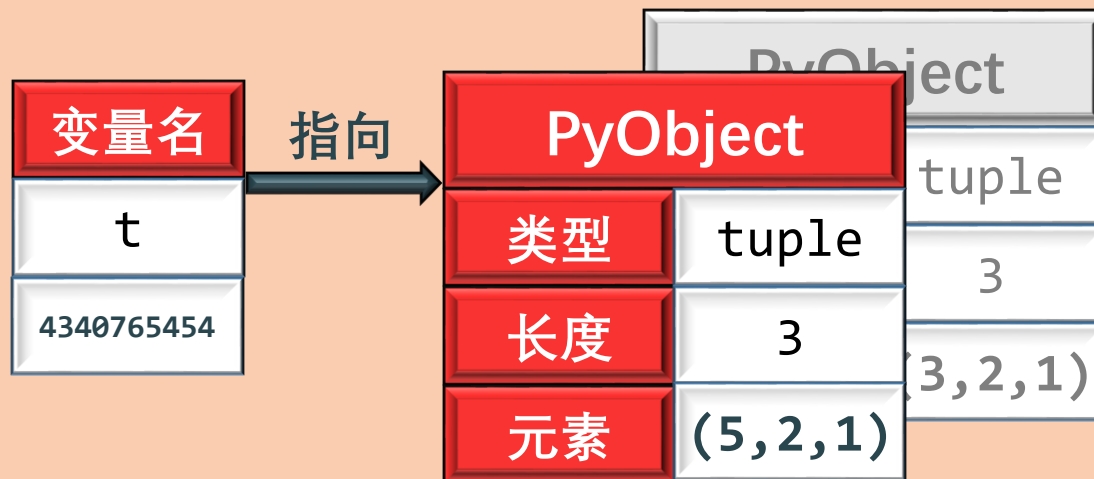 变量名
t
4340765454
指向
PyObject
类型 tuple
长度 3
元素 (5,2,1)
PyObject
tuple
3
(3,2,1)